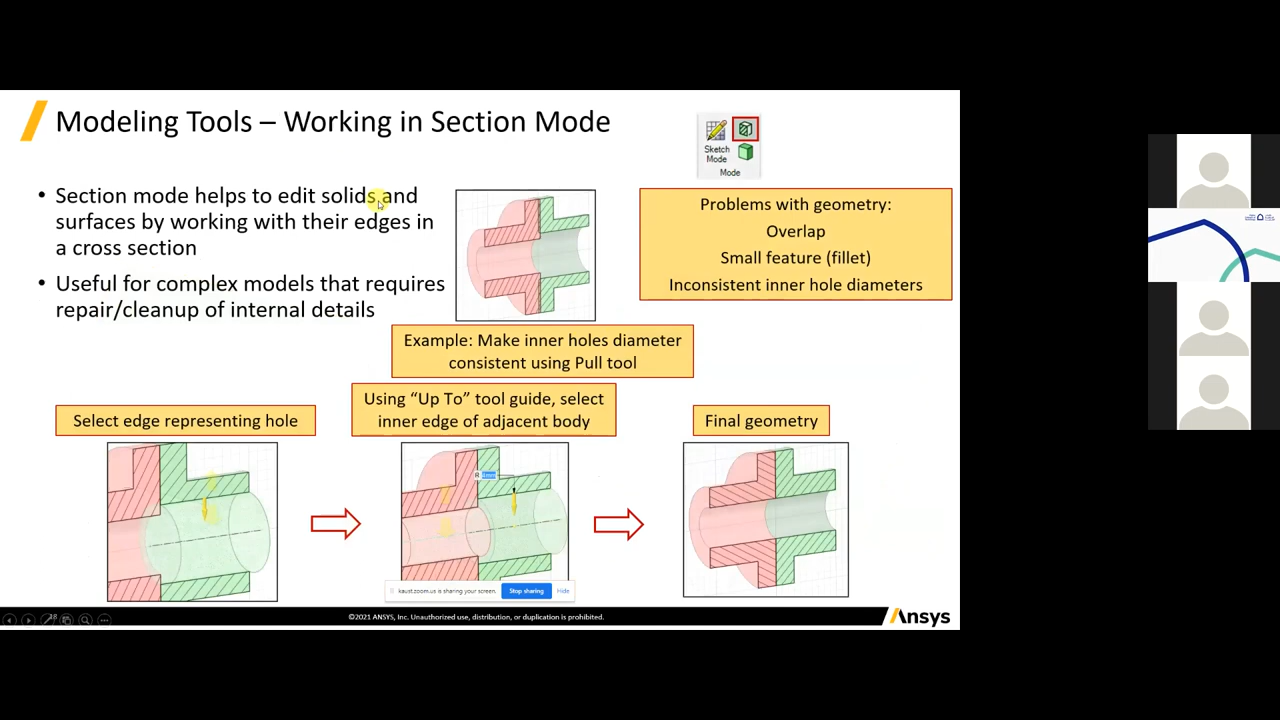 Modeling Tools – Working in Section Mode
Sketch
Mode
Mode
• Section mode helps to edit solids and
surfaces by working with their edges in
a cross section
• Useful for complex models that requires
repair/cleanup of internal details
Problems with geometry:
Overlap
Small feature (fillet)
Inconsistent inner hole diameters
Example: Make inner holes diameter
consistent using Pull tool
Select edge representing hole
Using “Up To” tool guide, select
inner edge of adjacent body
Final geometry
kaust.zoom.us is sharing your screen.
Stop sharing
Hide
©2021 ANSYS, Inc. Unauthorized use, distribution, or duplication is prohibited.
Ansys